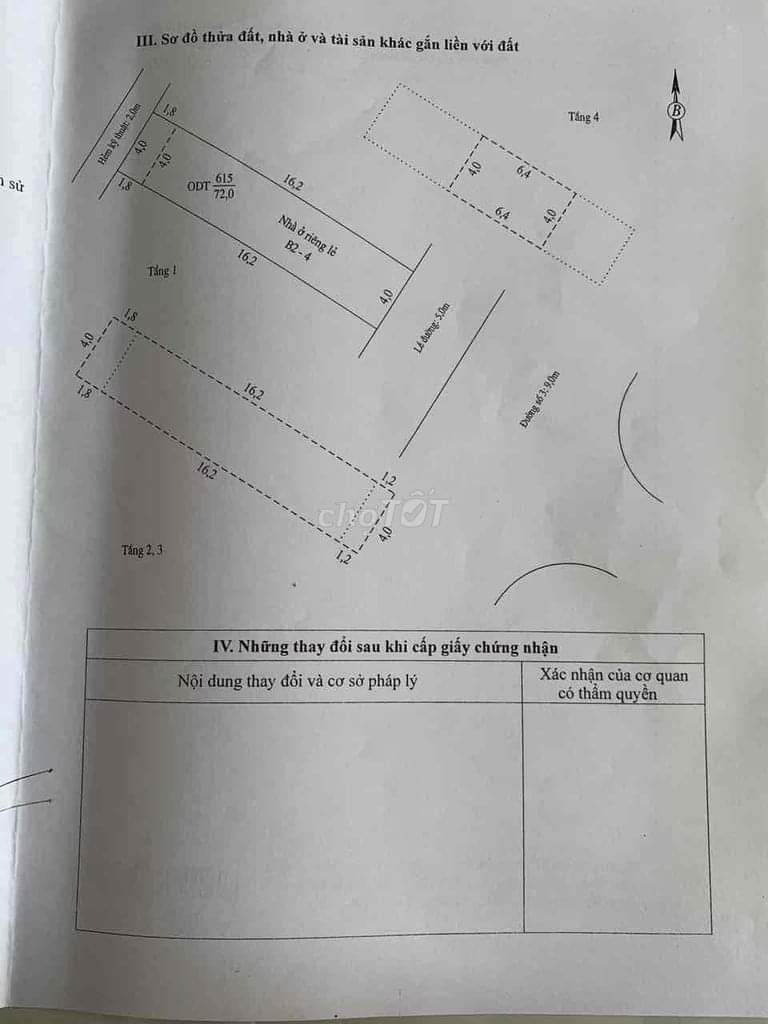 III. Sơ đồ thửa đất, nhà ở và tài sản khác gắn liền với đất
sử
Hẻm kỹ thuật: 2,0m
1,8
4,0
4,0
1,8
ODT 615
72,0
16,2
Nhà ở riêng lẻ
B2 - 4
16,2
4,0
Tầng 1
Tầng 4
B
4,0
6,4
6,4
4,0
Lề đường: 5,0m
Đường số 3: 9,0m
1,8
4,0
1,8
16,2
16,2
1,2
4,0
1,2
Tầng 2, 3
choTỐT
IV. Những thay đổi sau khi cấp giấy chứng nhận
Nội dung thay đổi và cơ sở pháp lý
Xác nhận của cơ quan
có thẩm quyền